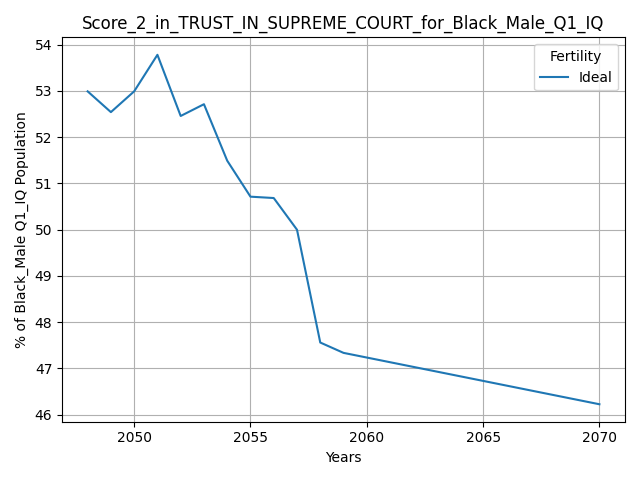 Score_2_in_TRUST_IN_SUPREME_COURT_for_Black_Male_Q1_IQ
Fertility
Ideal
% of Black_Male Q1_IQ Population
54
53
52
51
50
49
48
47
46
2050
2055
2060
2065
2070
Years